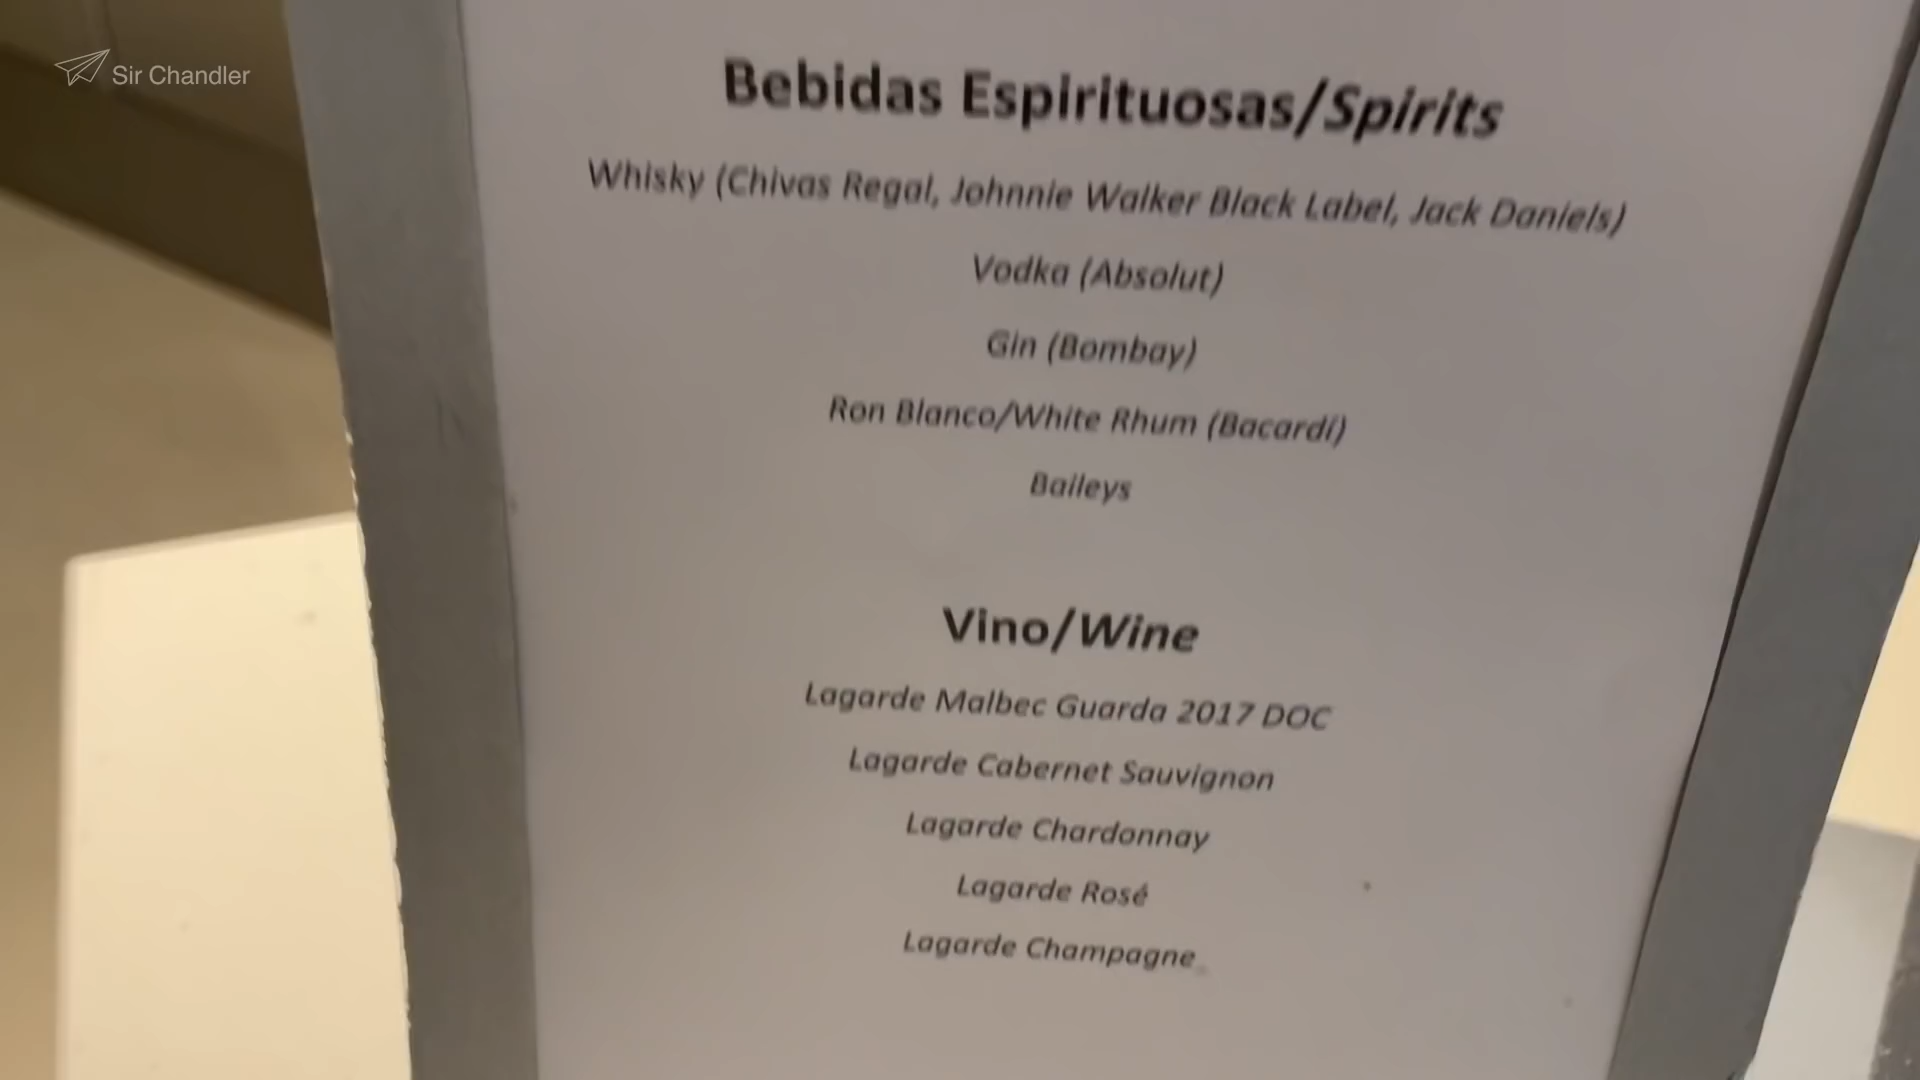 Sir Chandler
Bebidas Espirituosas/Spirits
Whisky (Chivas Regal, Johnnie Walker Black Label, Jack Daniels)
Vodka (Absolut)
Gin (Bombay)
Ron Blanco/White Rhum (Bacardí)
Baileys
Vino/Wine
Lagarde Malbec Guarda 2017 DOC
Lagarde Cabernet Sauvignon
Lagarde Chardonnay
Lagarde Rosé
Lagarde Champagne